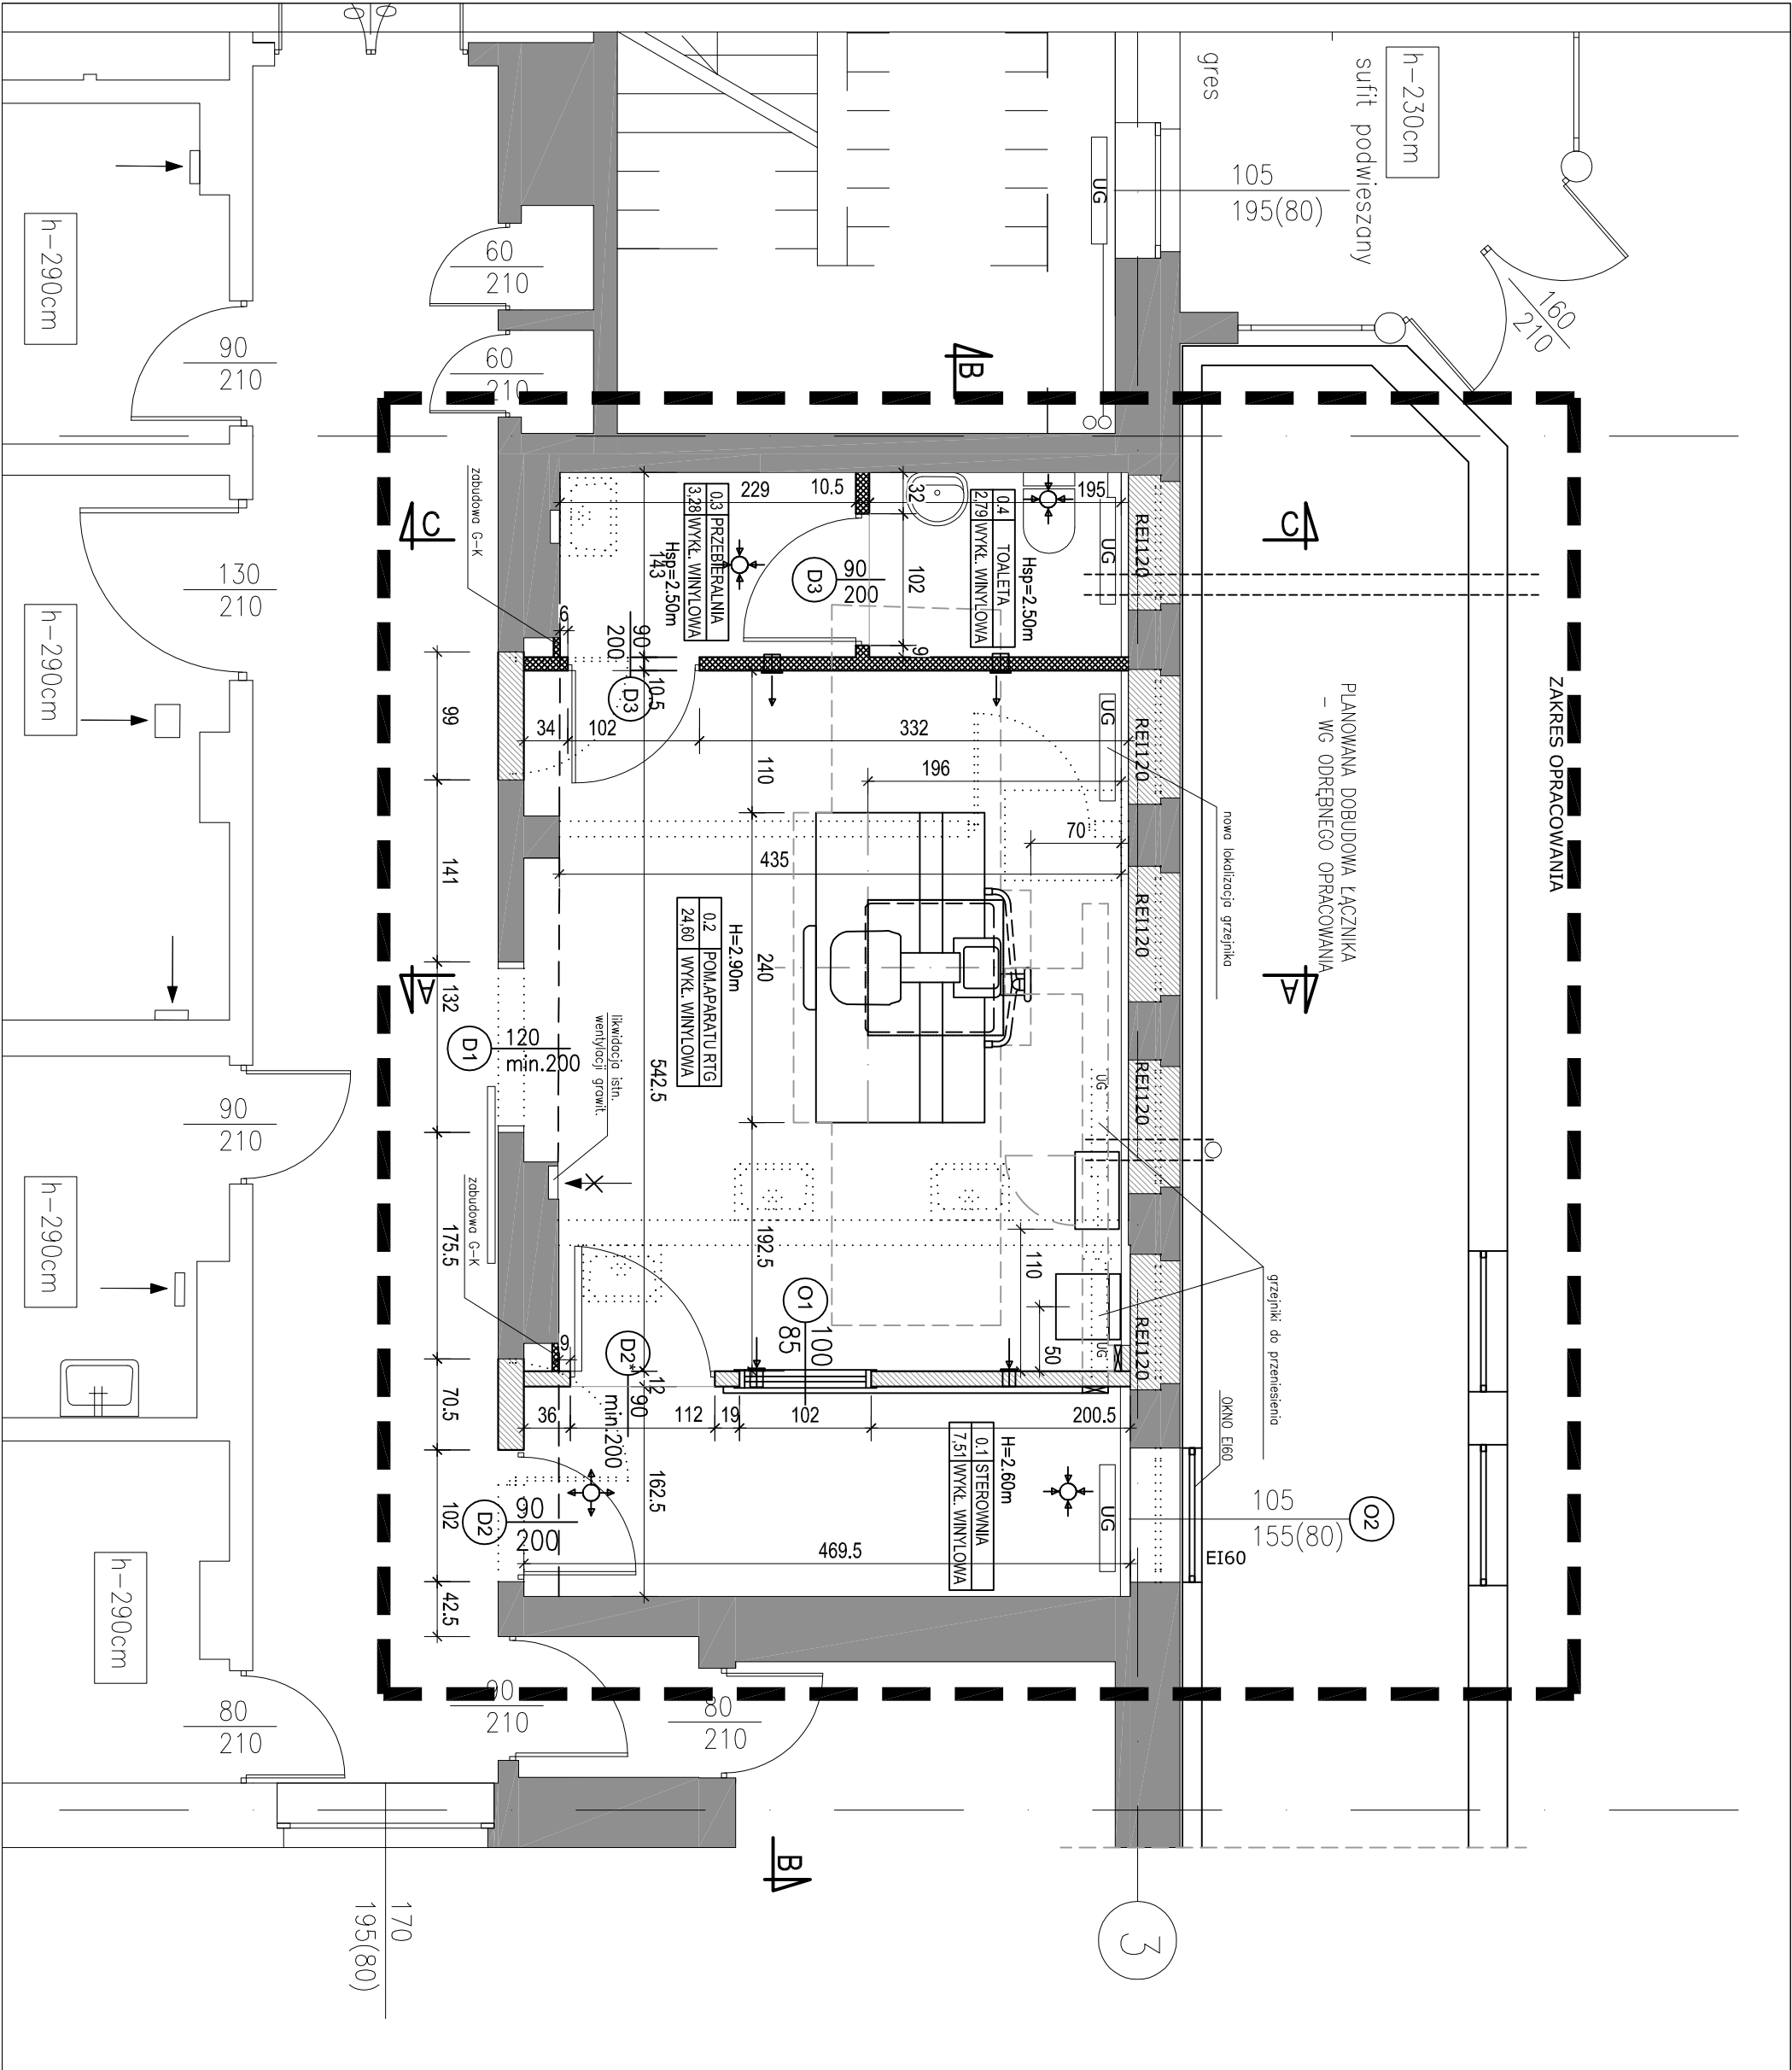 h-230cm
sufit podwieszany
gres
105
195(80)
160
210
UG
h-290cm
90
210
60
210
60
210
B
ZAKRES OPRACOWANIA
PLANOWANA DOBUDOWA ŁĄCZNIKA
- WG ODRĘBNEGO OPRACOWANIA
C
C
zabudowa G-K
229
10.5
32
195
REI120
0.3 PRZEBIERALNIA
3,28 WYKŁ. WINYLOWA
Hsp=2.50m
143
0.4 TOALETA
2,79 WYKŁ. WINYLOWA
Hsp=2.50m
UG
D3
90
200
102
9
6
130
210
h-290cm
90
200
D3
10.5
99
34
102
332
UG
REI120
nowa lokalizacja grzejnika
110
196
70
435
141
REI120
0.2 POM.APARATU RTG
24,60 WYKŁ. WINYLOWA
H=2.90m
240
A
A
132
D1
120
min.200
likwidacja istn.
wentylacji grawit.
542.5
UG
REI120
90
210
h-290cm
zabudowa G-K
175.5
192.5
110
50
O1
100
85
grzejniki do przeniesienia
UG
REI120
9
D2*
90
min.200
12
70.5
36
112
19
102
200.5
OKNO EI60
0.1 STEROWNIA
7,51 WYKŁ. WINYLOWA
H=2.60m
162.5
UG
105
155(80)
O2
EI60
102
D2
90
200
469.5
42.5
h-290cm
80
210
90
210
80
210
B
170
195(80)
3